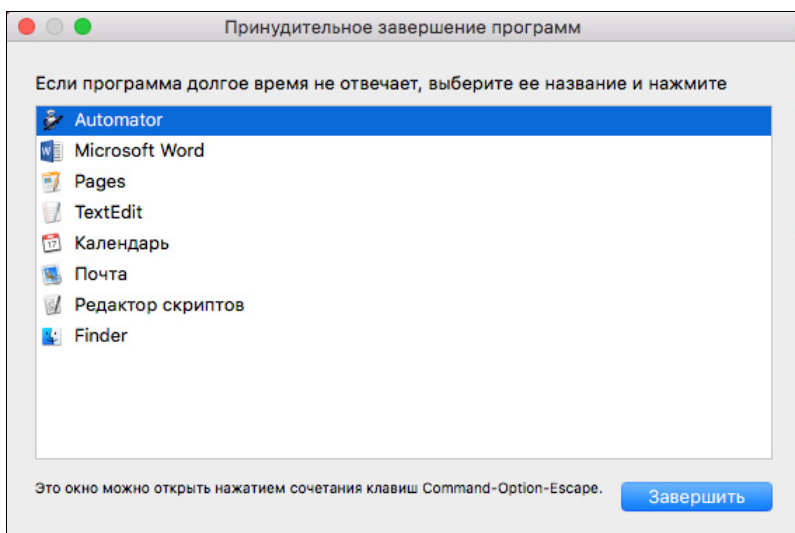 Принудительное завершение программ
Если программа долгое время не отвечает, выберите ее название и нажмите
Automator
Microsoft Word
Pages
TextEdit
Календарь
Почта
Редактор скриптов
Finder
Это окно можно открыть нажатием сочетания клавиш Command-Option-Escape.
Завершить